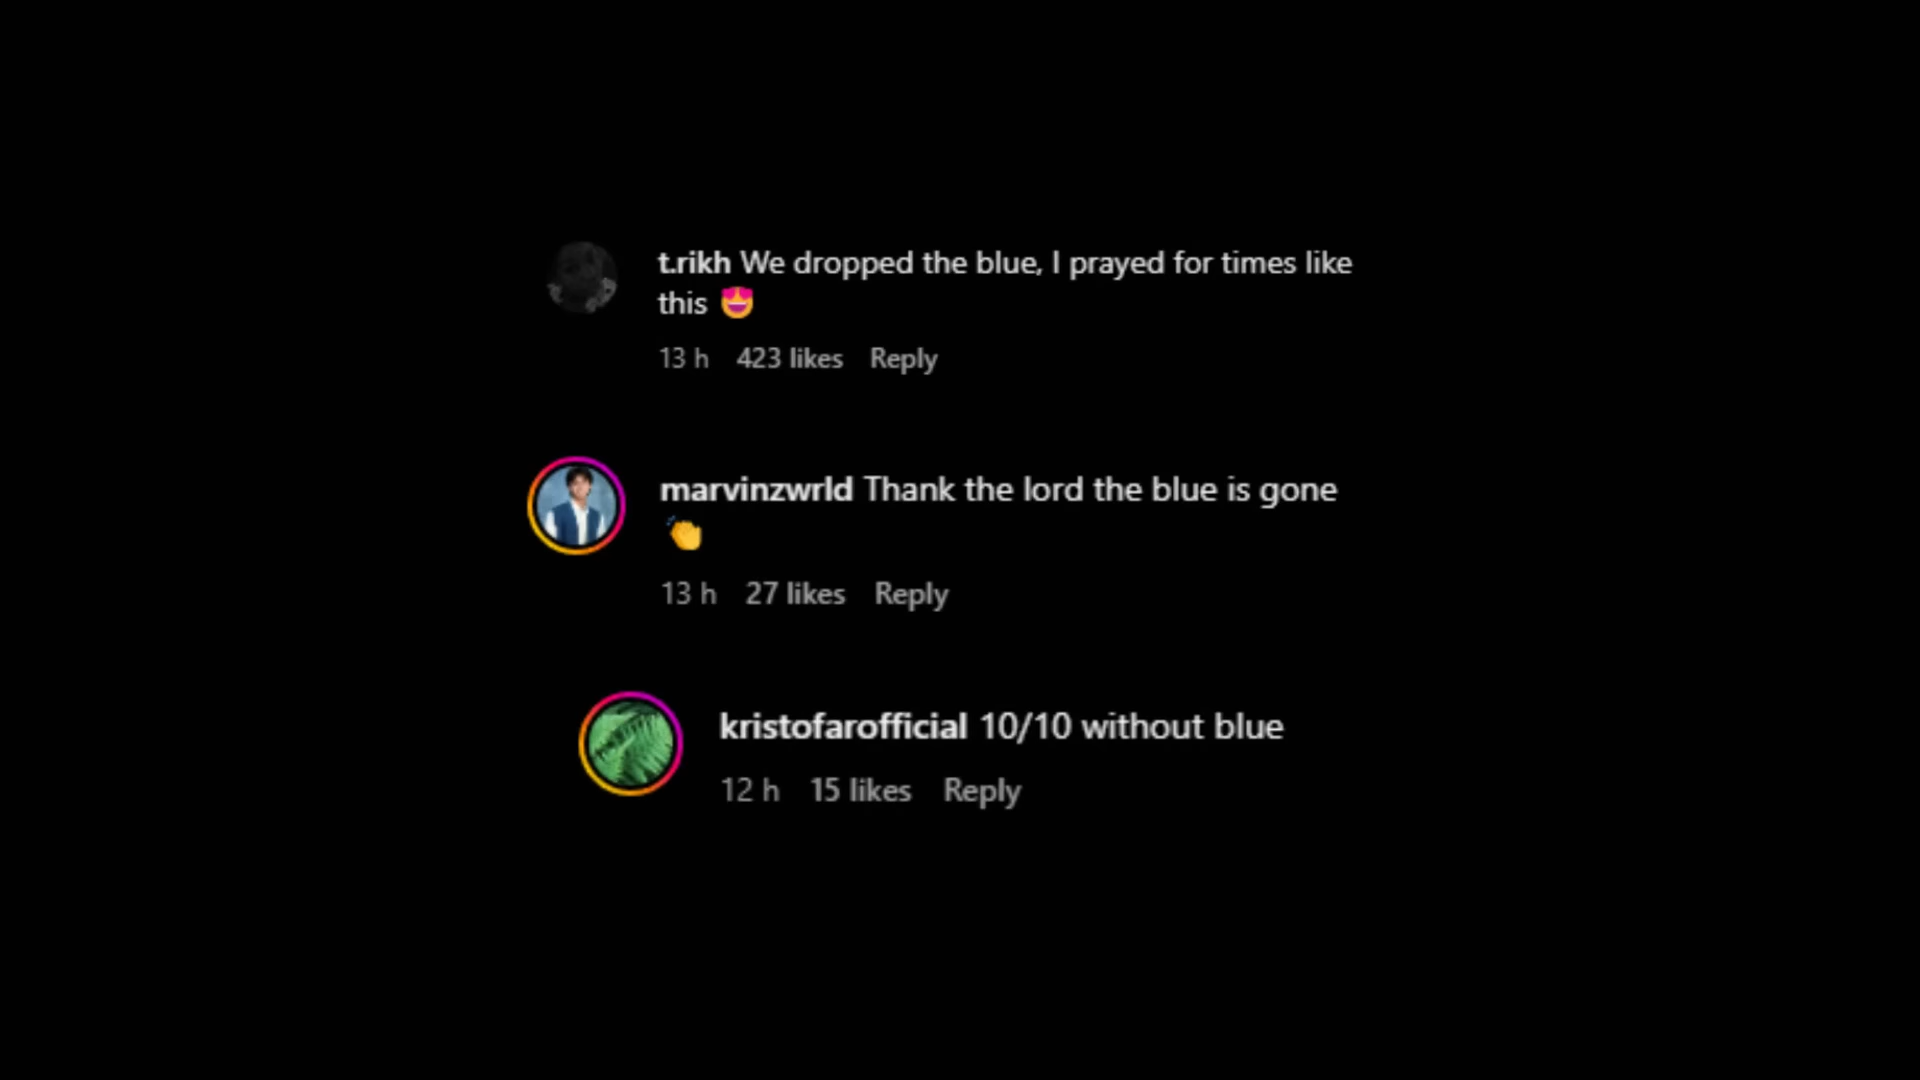 t.rikh We dropped the blue, I prayed for times like
this 😍
13 h 423 likes Reply
marvinzwrld Thank the lord the blue is gone
👏
13 h 27 likes Reply
kristofarofficial 10/10 without blue
12 h 15 likes Reply